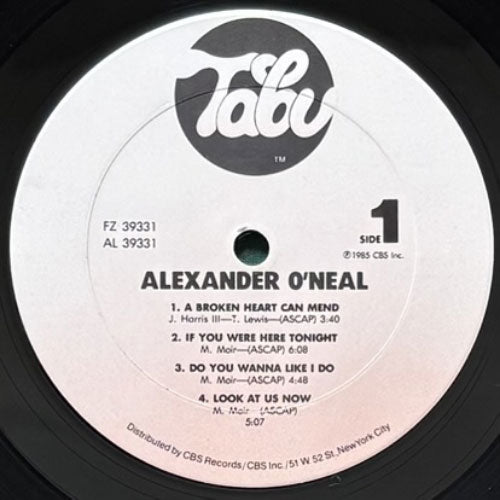 Tabu
TM
FZ 39331
AL 39331
SIDE 1
℗1985 CBS Inc.
ALEXANDER O'NEAL
1. A BROKEN HEART CAN MEND
J. Harris III—T. Lewis—(ASCAP) 3:40
2. IF YOU WERE HERE TONIGHT
M. Moir—(ASCAP) 6:08
3. DO YOU WANNA LIKE I DO
M. Moir—(ASCAP) 4:48
4. LOOK AT US NOW
M. Moir—(ASCAP)
5:07
Distributed by CBS Records/CBS Inc./51 W 52 St., New York City